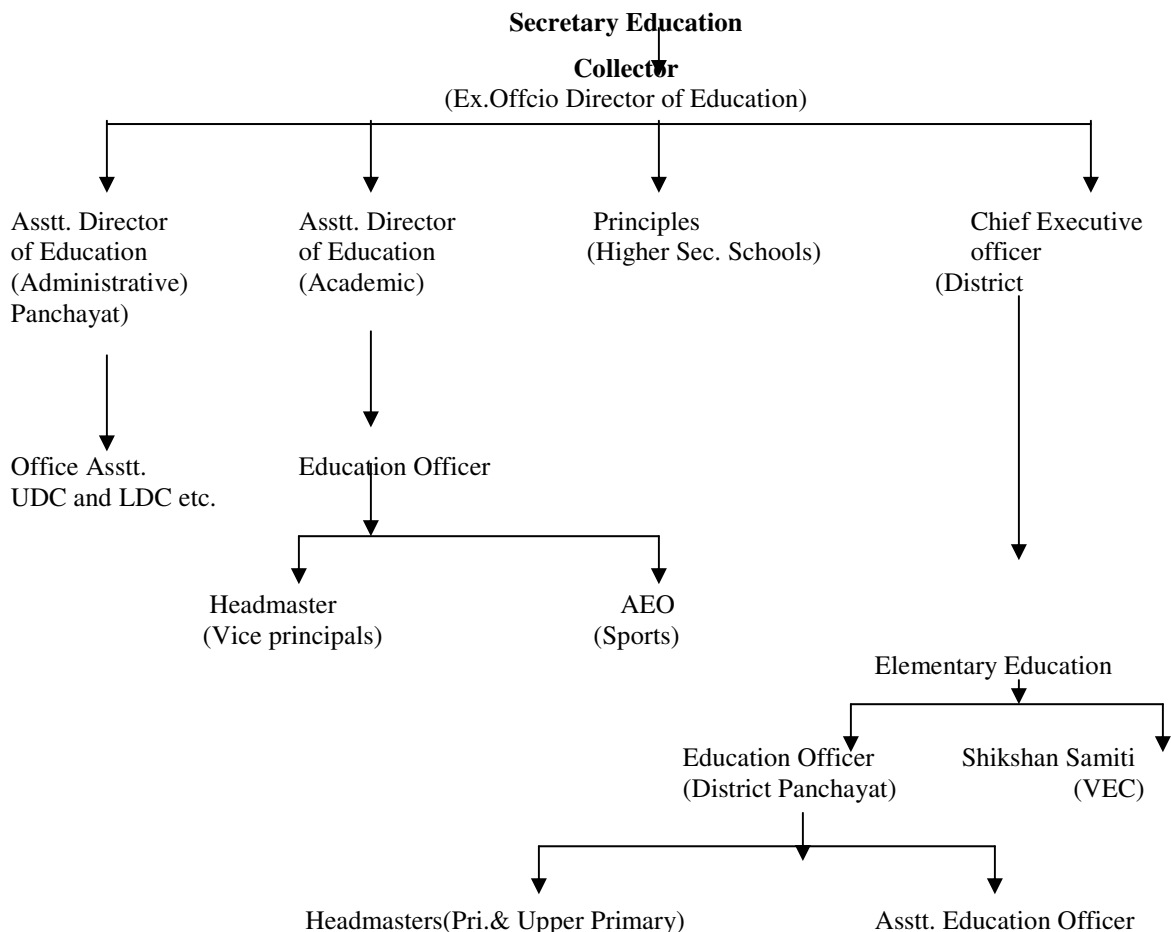 Secretary Education
Collector
(Ex.Offcio Director of Education)
Asstt. Director
of Education
(Administrative)
Panchayat)
Asstt. Director
of Education
(Academic)
Principles
(Higher Sec. Schools)
Chief Executive
officer
(District
Office Asstt.
UDC and LDC etc.
Education Officer
Headmaster
(Vice principals)
AEO
(Sports)
Elementary Education
Education Officer
(District Panchayat)
Shikshan Samiti
(VEC)
Headmasters(Pri.& Upper Primary)
Asstt. Education Officer